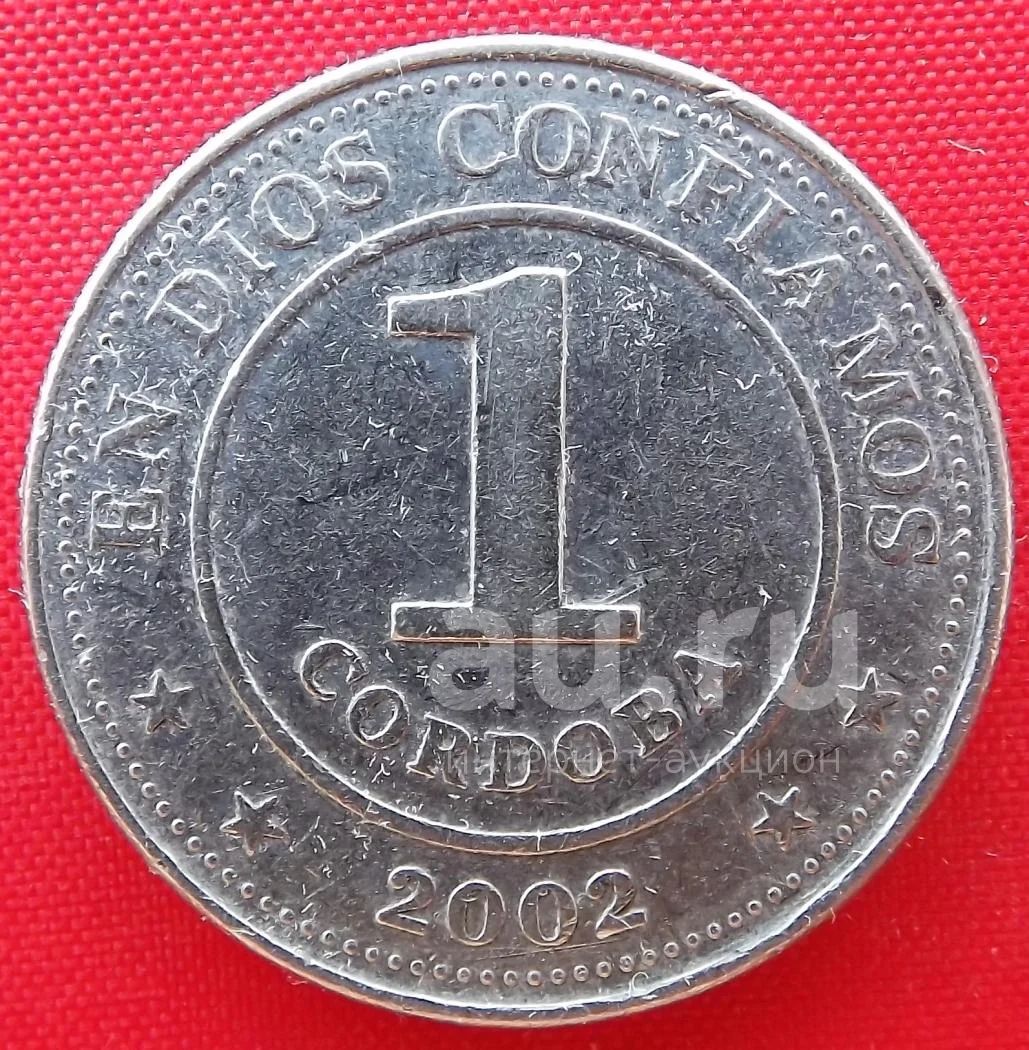 EN DIOS CONFIAMOS
1
CORDOBA
2002
au.ru
интернет-аукцион